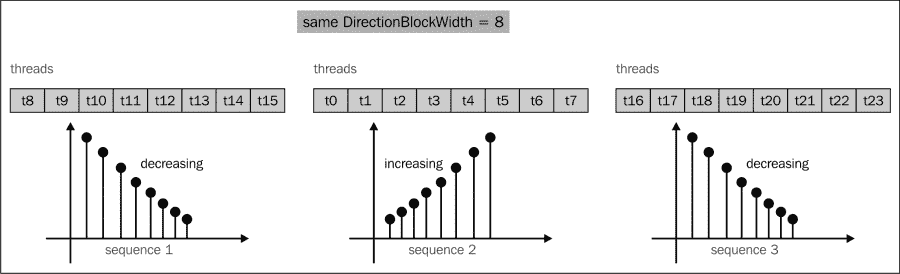 same DirectionBlockWidth = 8
threads threads threads
t8 t9 t10 t11 t12 t13 t14 t15 t0 t1 t2 t3 t4 t5 t6 t7 t16 t17 t18 t19 t20 t21 t22 t23
decreasing increasing decreasing
sequence 1 sequence 2 sequence 3